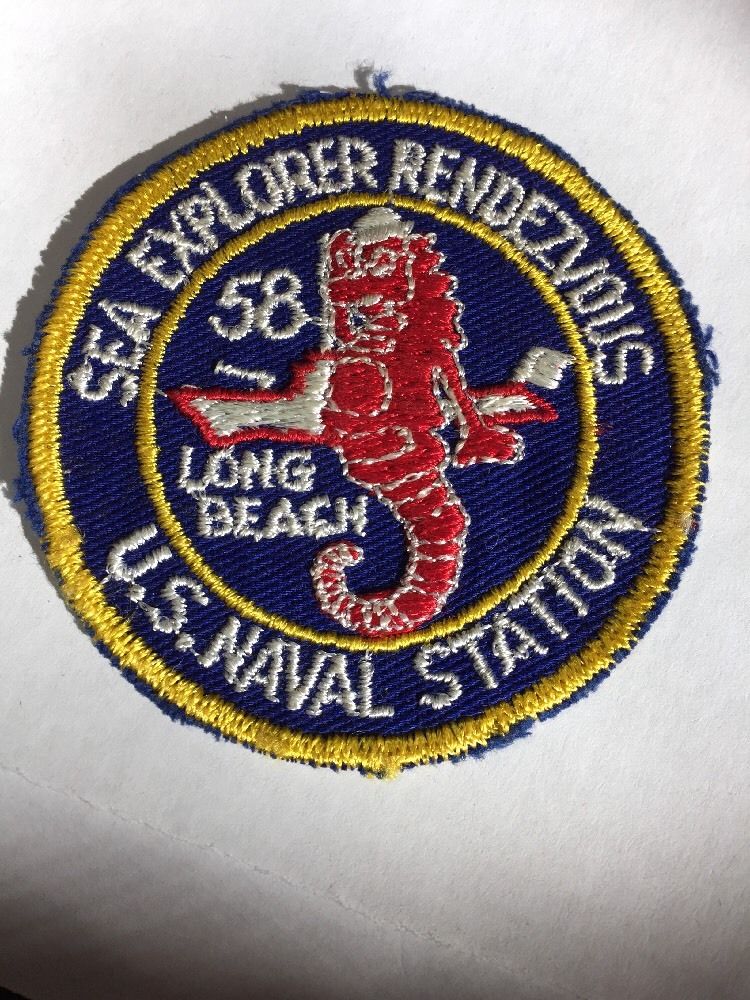 SEA EXPLORER RENDEZVOUS
58
LONG
BEACH
U.S. NAVAL STATION